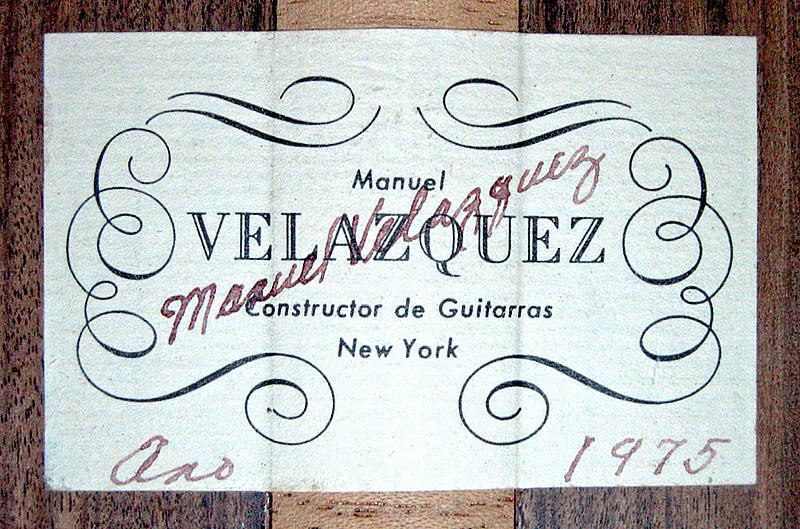 Manuel
VELAZQUEZ
Manuel Velazquez
Constructor de Guitarras
New York
Ano 1975